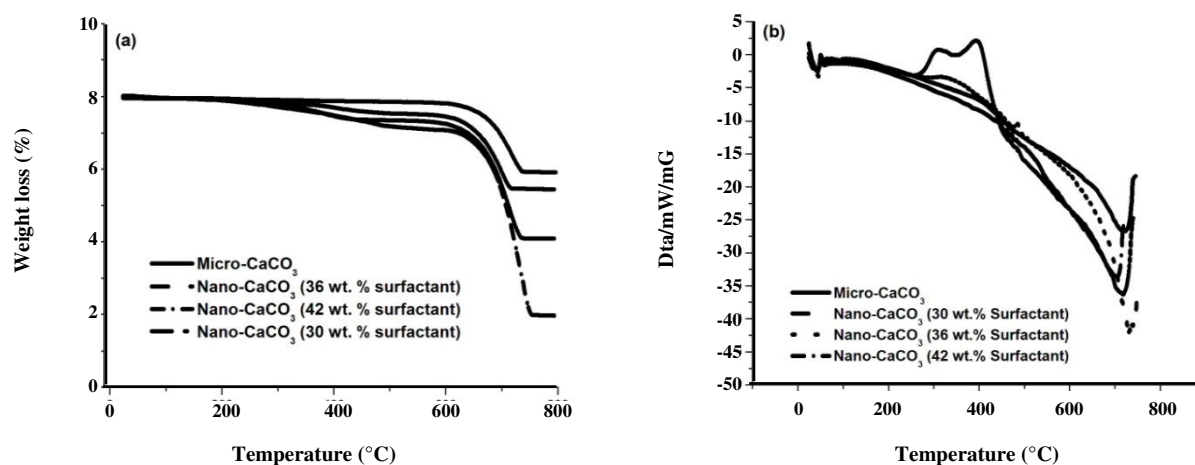 (a)
10
8
6
4
2
0
Weight loss (%)
Micro-CaCO3
Nano-CaCO3 (36 wt. % surfactant)
Nano-CaCO3 (42 wt. % surfactant)
Nano-CaCO3 (30 wt. % surfactant)
0
200
400
600
800
Temperature (°C)
(b)
5
0
-5
-10
-15
-20
-25
-30
-35
-40
-45
-50
Dta/mW/mG
Micro-CaCO3
Nano-CaCO3 (30 wt.% Surfactant)
Nano-CaCO3 (36 wt.% Surfactant)
Nano-CaCO3 (42 wt.% Surfactant)
0
200
400
600
800
Temperature (°C)